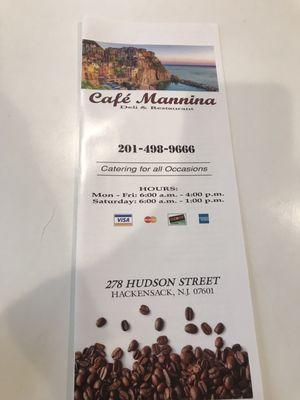 Café Mannina
Deli & Restaurant
201-498-9666
Catering for all Occasions
HOURS:
Mon - Fri: 6:00 a.m. - 4:00 p.m.
Saturday: 6:00 a.m. - 1:00 p.m.
VISA
278 HUDSON STREET
HACKENSACK, N.J. 07601